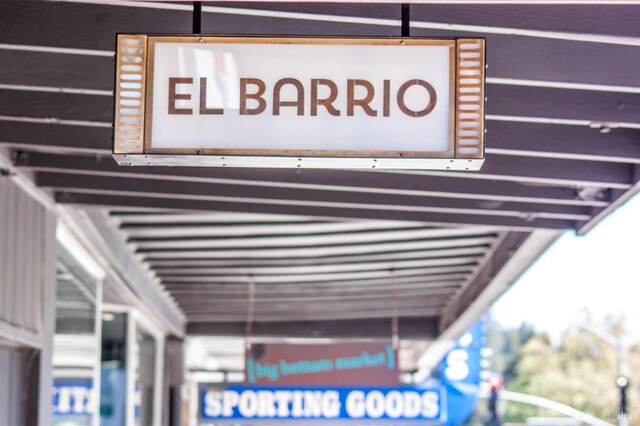 EL BARRIO
[big bottom market]
SPORTING GOODS